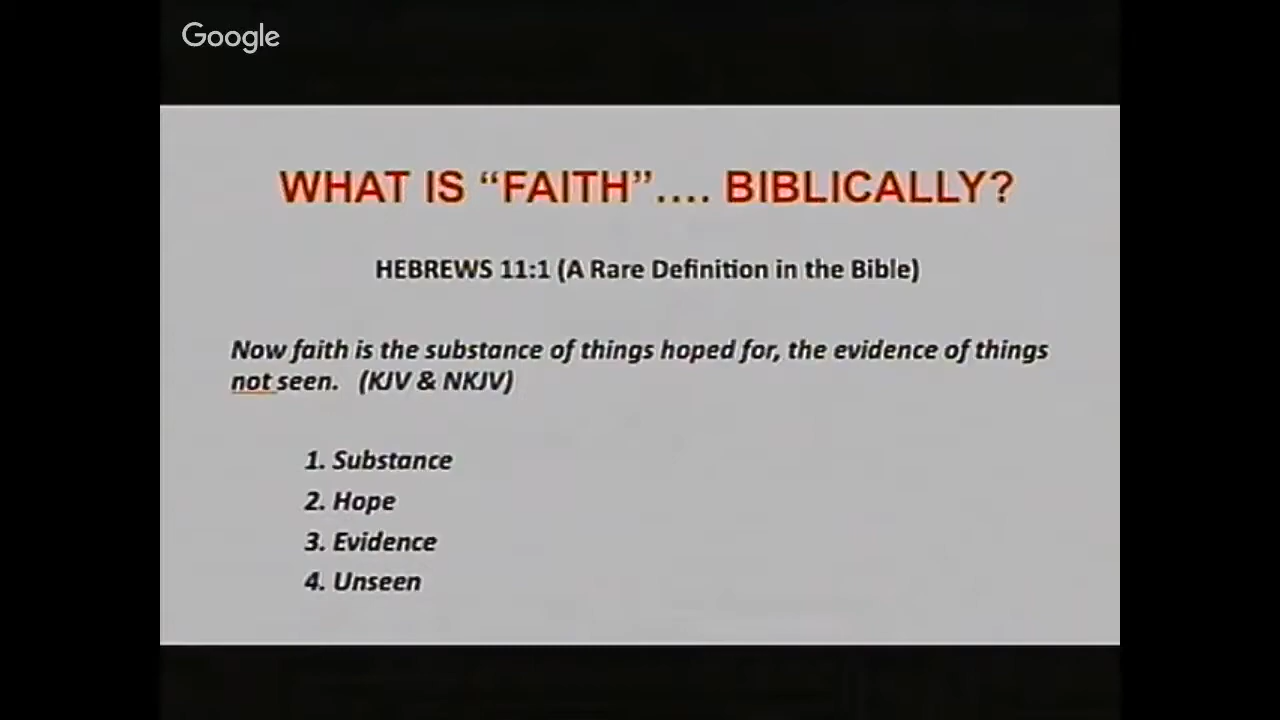 Google
WHAT IS “FAITH”.... BIBLICALLY?
HEBREWS 11:1 (A Rare Definition in the Bible)
Now faith is the substance of things hoped for, the evidence of things
not seen. (KJV & NKJV)
1. Substance
2. Hope
3. Evidence
4. Unseen